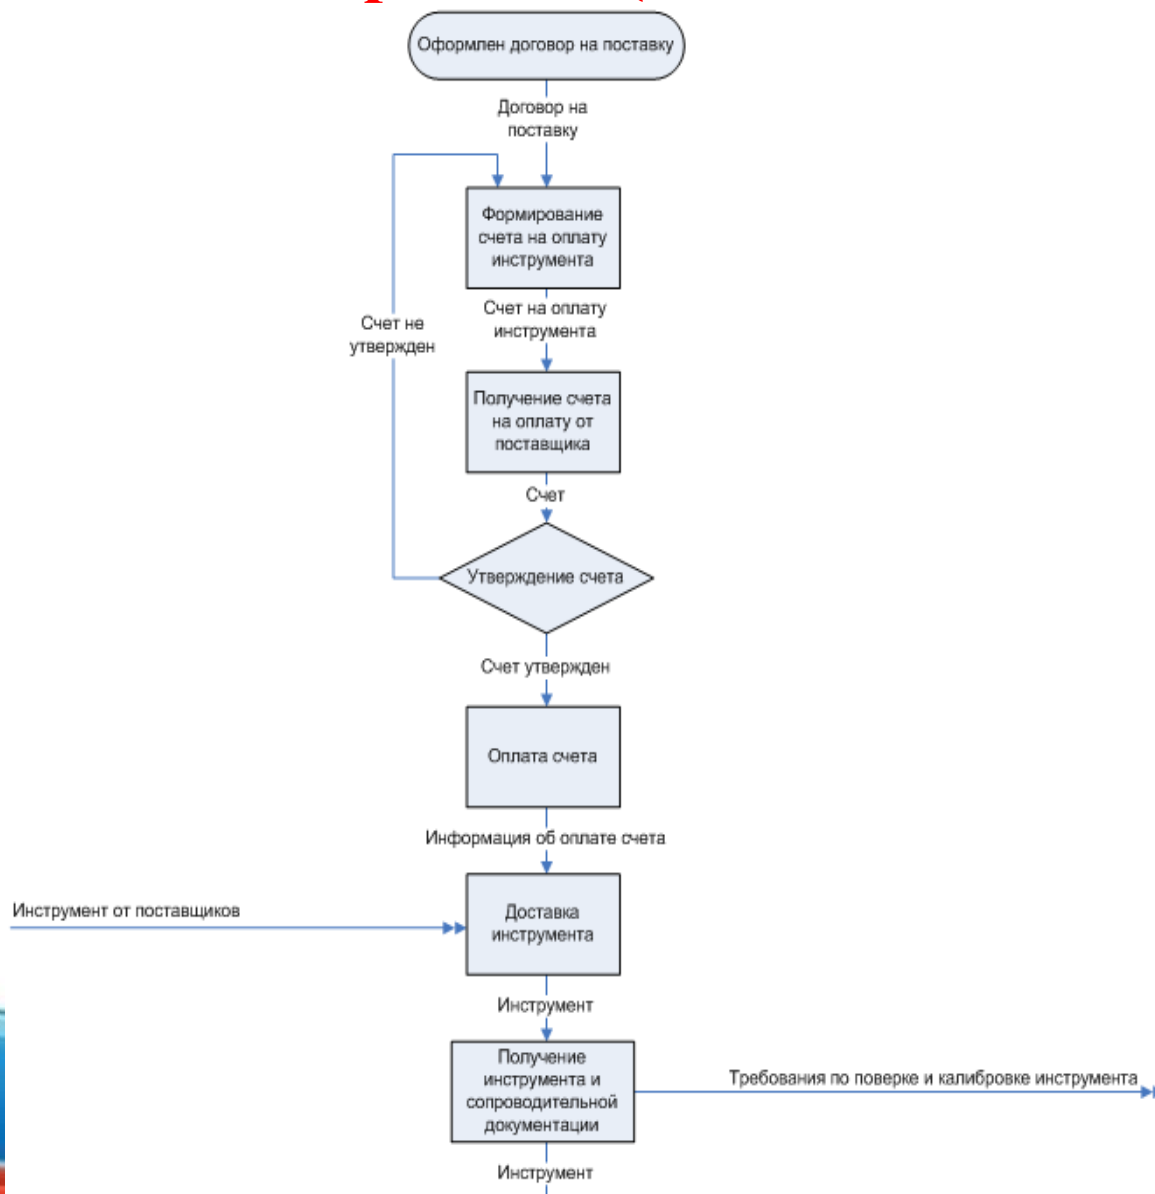 Оформлен договор на поставку
Договор на
поставку
Формирование
счета на оплату
инструмента
Счет на оплату
инструмента
Счет не
утвержден
Получение счета
на оплату от
поставщика
Счет
Утверждение счета
Счет утвержден
Оплата счета
Информация об оплате счета
Инструмент от поставщиков
Доставка
инструмента
Инструмент
Получение
инструмента и
сопроводительной
документации
Требования по поверке и калибровке инструмента
Инструмент